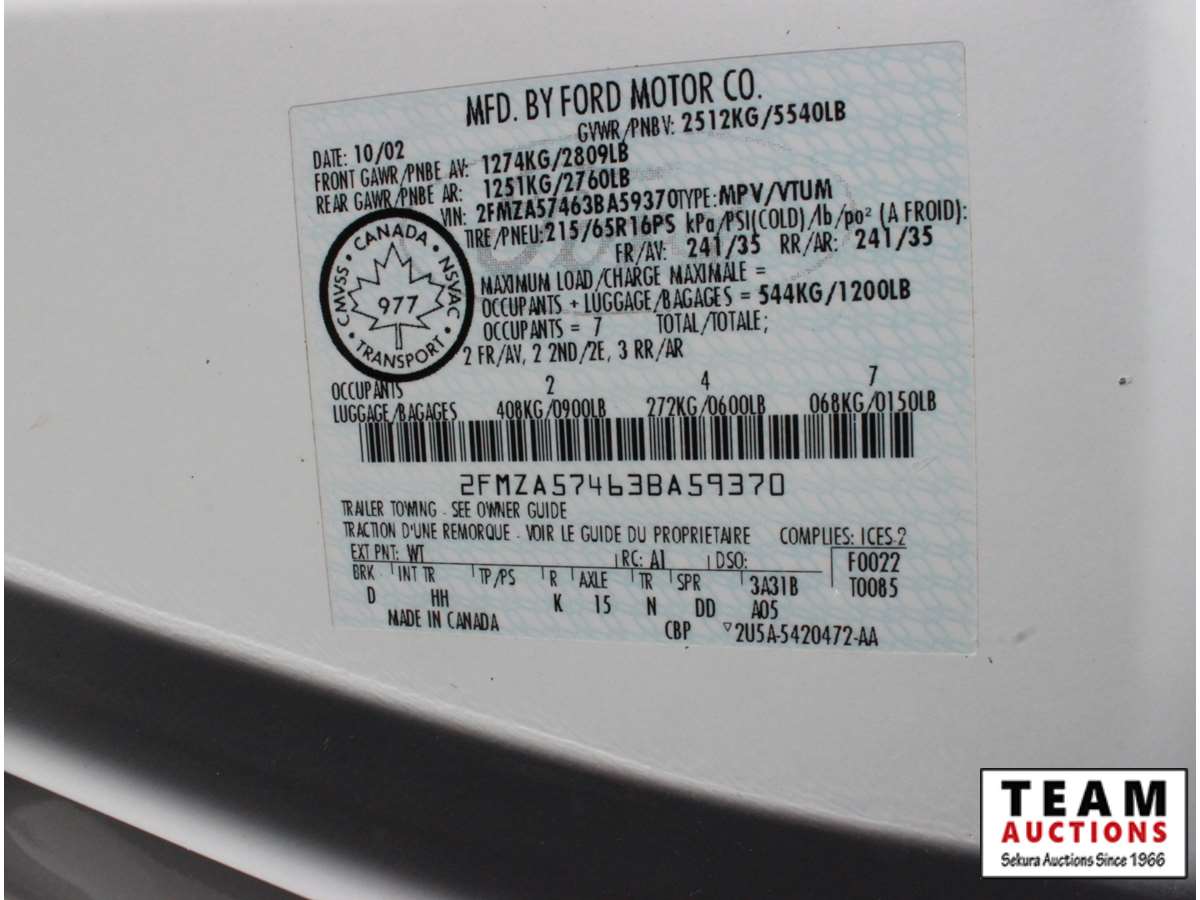 MFD. BY FORD MOTOR CO.
GVWR/PNBV: 2512KG/5540LB
DATE: 10/02
FRONT GAWR/PNBE AV: 1274KG/2809LB
REAR GAWR/PNBE AR: 1251KG/2760LB
VIN: 2FMZA57463BA59370 TYPE: MPV/VTUM
TIRE/PNEU: 215/65R16PS kPa/PSI(COLD)/lb/po² (A FROID):
FR/AV: 241/35 RR/AR: 241/35
MAXIMUM LOAD/CHARGE MAXIMALE =
OCCUPANTS + LUGGAGE/BAGAGES = 544KG/1200LB
OCCUPANTS = 7 TOTAL/TOTALE;
2 FR/AV, 2 2ND/2E, 3 RR/AR
CMVSS · CANADA · NSVAC · TRANSPORT ·
977
OCCUPANTS 2 4 7
LUGGAGE/BAGAGES 408KG/0900LB 272KG/0600LB 068KG/0150LB
2FMZA57463BA59370
TRAILER TOWING - SEE OWNER GUIDE
TRACTION D'UNE REMORQUE - VOIR LE GUIDE DU PROPRIETAIRE COMPLIES: ICES-2
EXT PNT: WT RC: A1 DSO: F0022
BRK INT TR TP/PS R AXLE TR SPR 3A31B T0085
D HH K 15 N DD A05
MADE IN CANADA CBP ▽2U5A-5420472-AA
TEAM
AUCTIONS
Sekura Auctions Since 1966